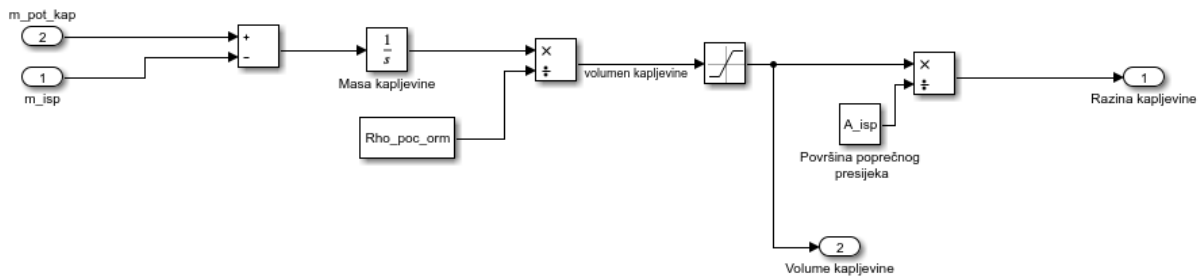 m_pot_kap
2
1
m_isp
+
−
1
s
Masa kapljevine
×
÷
Rho_poc_orm
volumen kapljevine
×
÷
A_isp
Površina poprečnog
presijeka
1
Razina kapljevine
2
Volume kapljevine